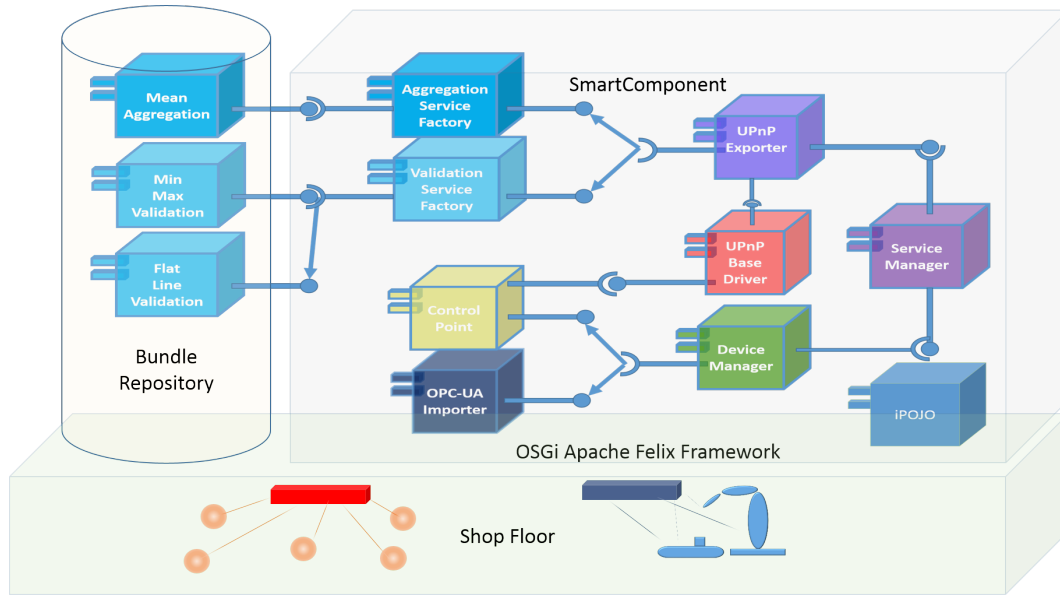 SmartComponent
Mean
Aggregation
Aggregation
Service
Factory
UPnP
Exporter
Min
Max
Validation
Validation
Service
Factory
Flat
Line
Validation
UPnP
Base
Driver
Service
Manager
Control
Point
Device
Manager
Bundle
Repository
OPC-UA
Importer
iPOJO
OSGi Apache Felix Framework
Shop Floor